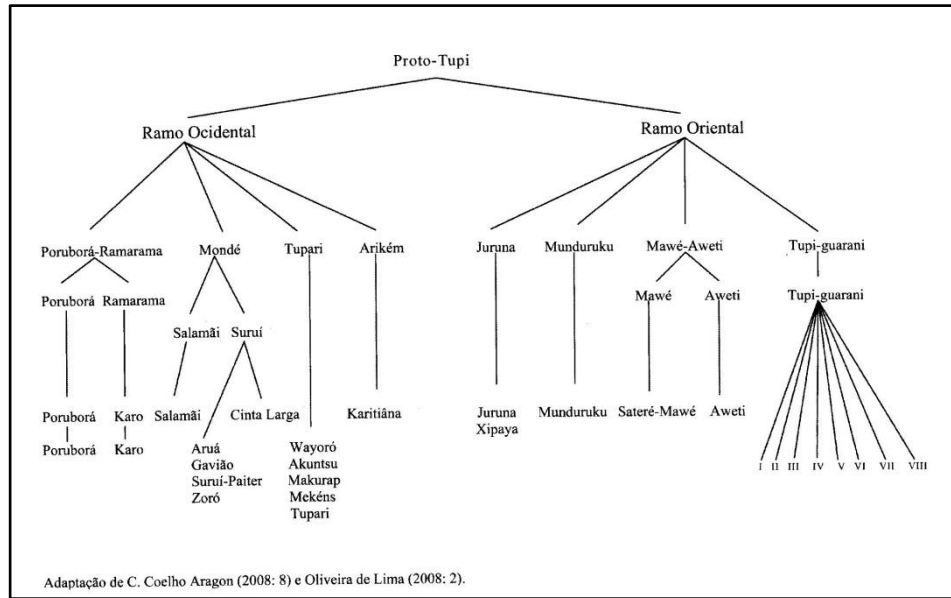 Proto-Tupi
Ramo Ocidental Ramo Oriental
Poruborá-Ramarama Mondé Tupari Arikém Juruna Munduruku Mawé-Aweti Tupi-guarani
Poruborá Ramarama Mawé Aweti Tupi-guarani
Salamãi Suruí
Poruborá Karo Salamãi Cinta Larga Karitiâna Juruna Munduruku Sateré-Mawé Aweti
Xipaya
Poruborá Karo Aruá Wayoró
Gavião Akuntsu
Suruí-Paiter Makurap
Zoró Mekéns
Tupari
I II III IV V VI VII VIII
Adaptação de C. Coelho Aragon (2008: 8) e Oliveira de Lima (2008: 2).